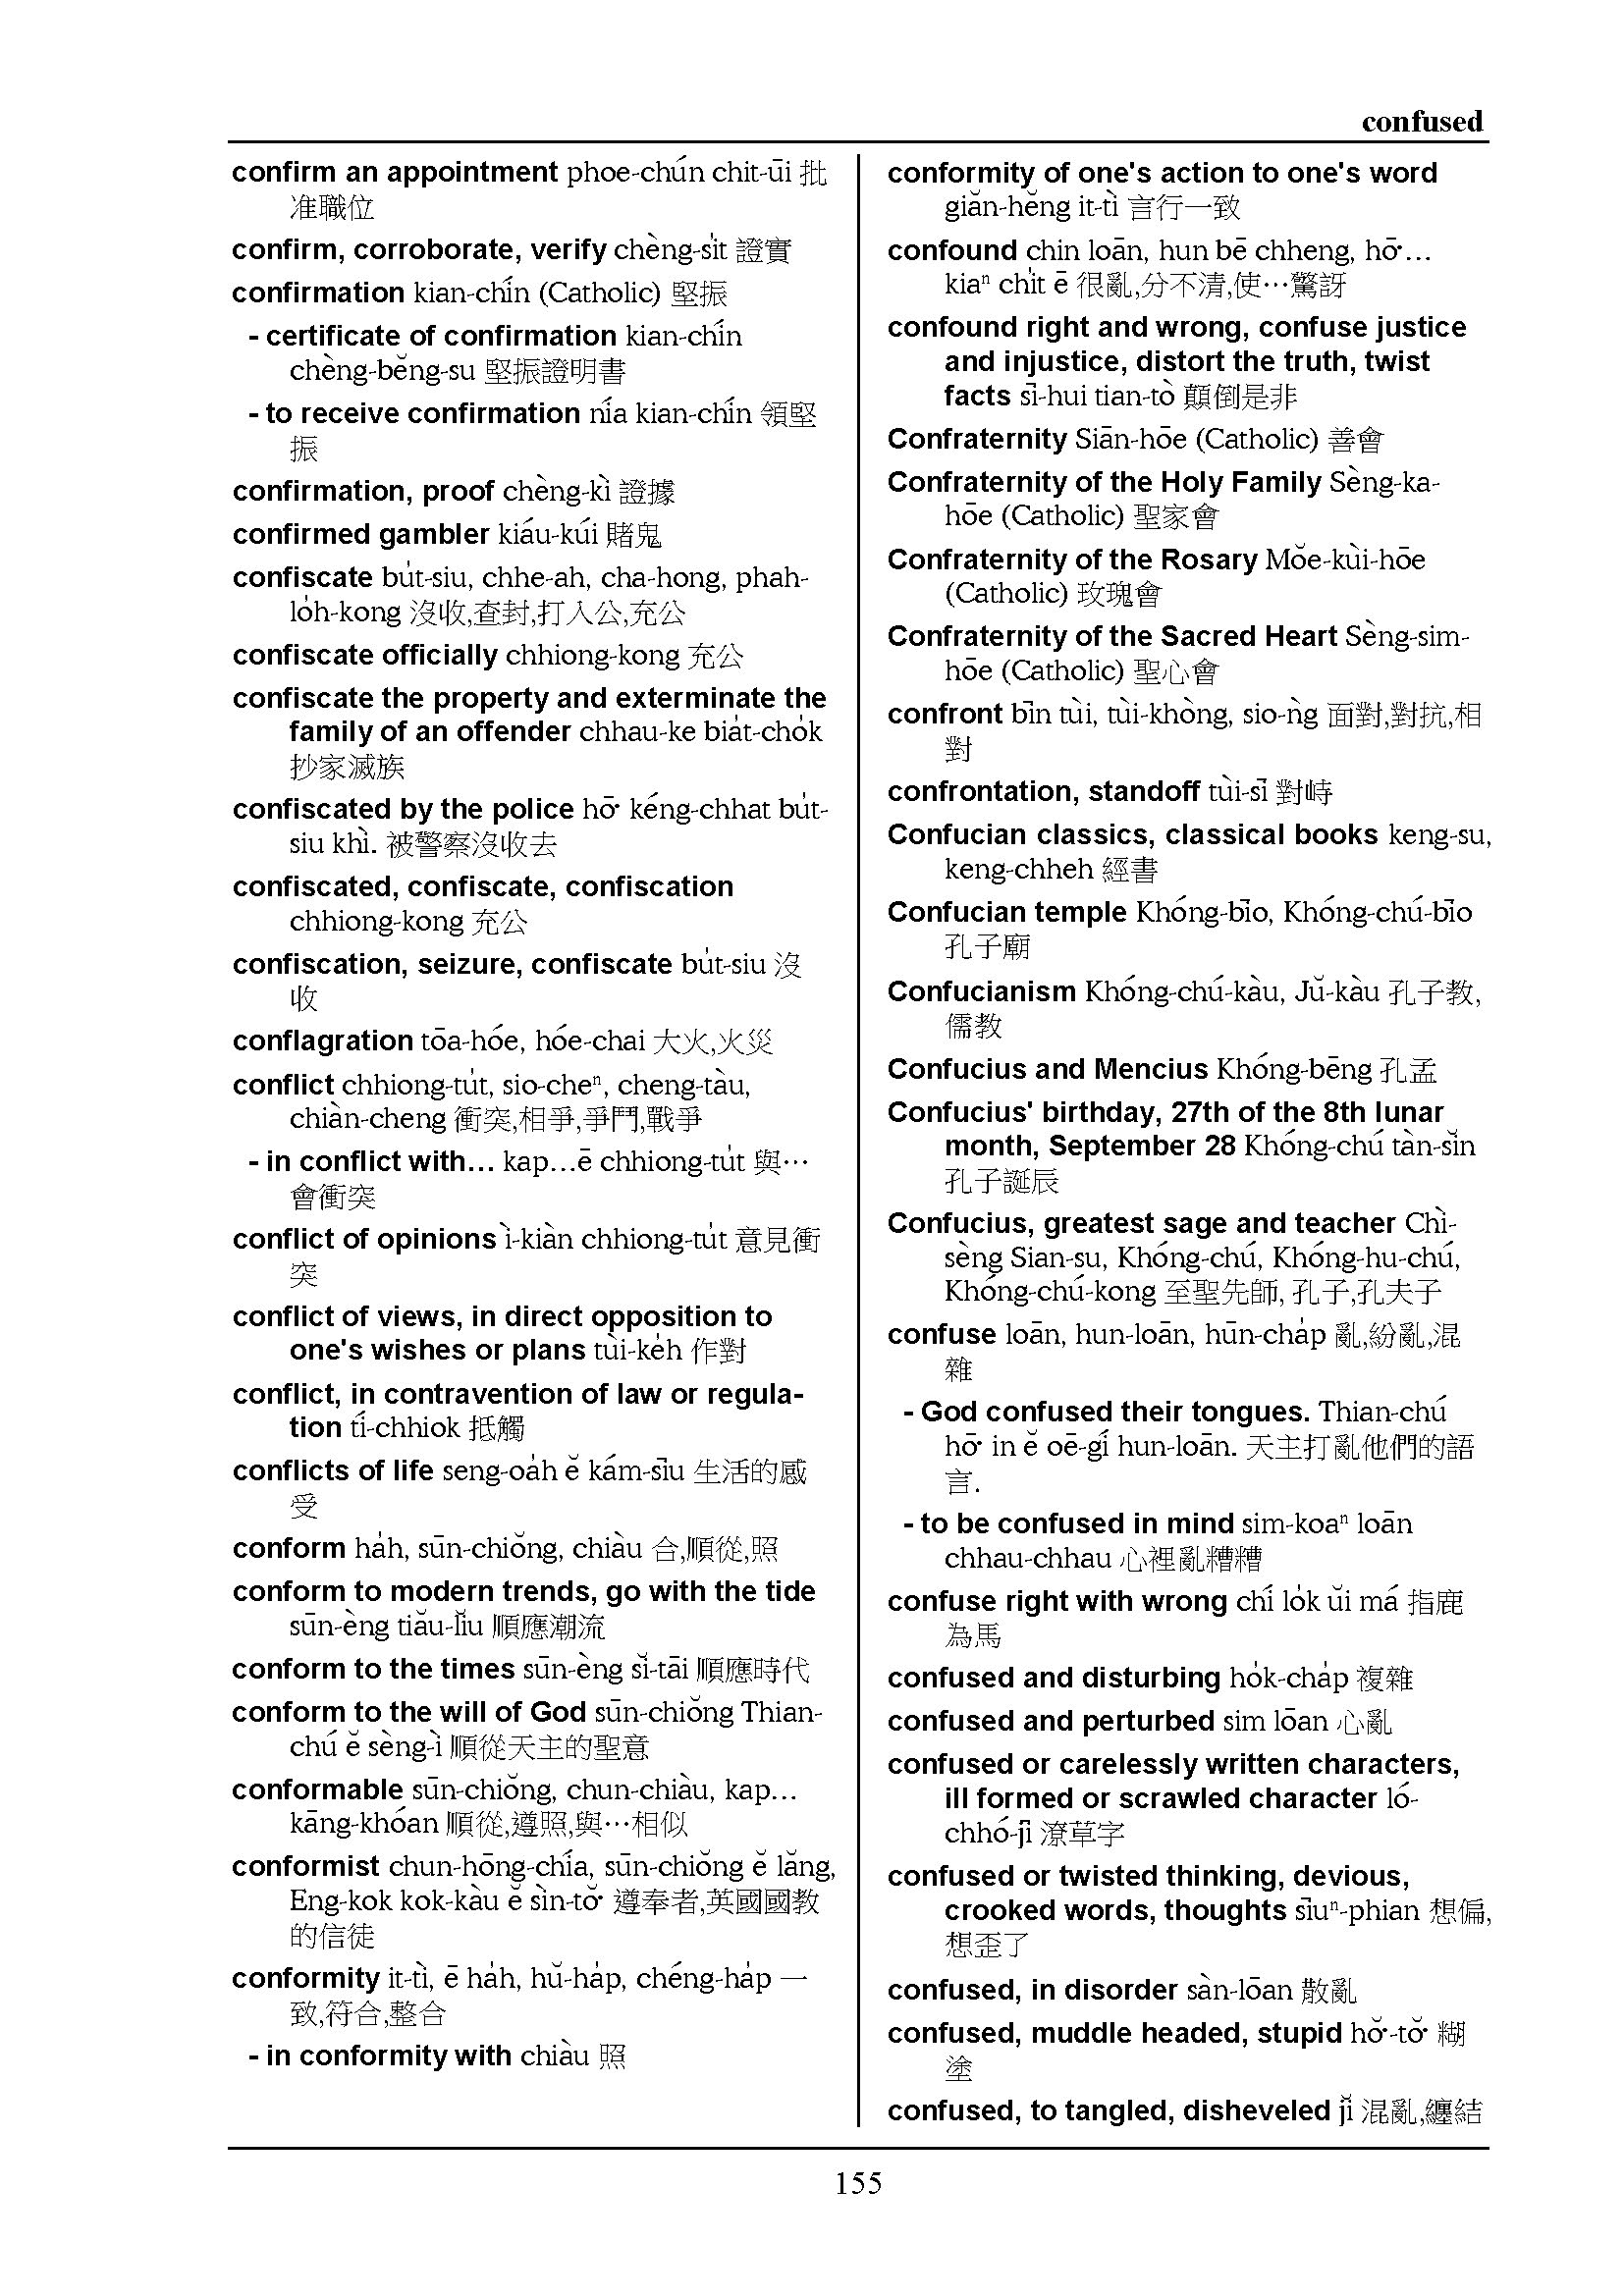 confused
confirm an appointment phoe-chún chit-ūi 批
准職位
confirm, corroborate, verify chèng-si̍t 證實
confirmation kian-chín (Catholic) 堅振
- certificate of confirmation kian-chín
chèng-bĕng-su 堅振證明書
- to receive confirmation nía kian-chín 領堅
振
confirmation, proof chèng-kì 證據
confirmed gambler kiáu-kúi 賭鬼
confiscate bu̍t-siu, chhe-ah, cha-hong, phah-
lo̍h-kong 沒收,查封,打入公,充公
confiscate officially chhiong-kong 充公
confiscate the property and exterminate the
family of an offender chhau-ke bia̍t-cho̍k
抄家滅族
confiscated by the police hō͘ kéng-chhat bu̍t-
siu khì. 被警察沒收去
confiscated, confiscate, confiscation
chhiong-kong 充公
confiscation, seizure, confiscate bu̍t-siu 沒
收
conflagration tōa-hóe, hóe-chai 大火,火災
conflict chhiong-tu̍t, sio-cheⁿ, cheng-tàu,
chiàn-cheng 衝突,相爭,爭鬥,戰爭
- in conflict with... kap...ē chhiong-tu̍t 與…
會衝突
conflict of opinions ì-kiàn chhiong-tu̍t 意見衝
突
conflict of views, in direct opposition to
one's wishes or plans tùi-ke̍h 作對
conflict, in contravention of law or regula-
tion tí-chhiok 抵觸
conflicts of life seng-oa̍h ĕ kám-sīu 生活的感
受
conform ha̍h, sūn-chiŏng, chiàu 合,順從,照
conform to modern trends, go with the tide
sūn-èng tiău-lĭu 順應潮流
conform to the times sūn-èng sĭ-tāi 順應時代
conform to the will of God sūn-chiŏng Thian-
chú ĕ sèng-ì 順從天主的聖意
conformable sūn-chiŏng, chun-chiàu, kap...
kāng-khóan 順從,遵照,與…相似
conformist chun-hōng-chía, sūn-chiŏng ĕ lăng,
Eng-kok kok-kàu ĕ sìn-tŏ͘ 遵奉者,英國國教
的信徒
conformity it-tì, ē ha̍h, hŭ-ha̍p, chéng-ha̍p 一
致,符合,整合
- in conformity with chiàu 照
conformity of one's action to one's word
giăn-hĕng it-tì 言行一致
confound chin loān, hun bē chheng, hō͘...
kiaⁿ chi̍t ē 很亂,分不清,使…驚訝
confound right and wrong, confuse justice
and injustice, distort the truth, twist
facts sī-hui tian-tò 顛倒是非
Confraternity Siān-hōe (Catholic) 善會
Confraternity of the Holy Family Sèng-ka-
hōe (Catholic) 聖家會
Confraternity of the Rosary Mŏe-kùi-hōe
(Catholic) 玫瑰會
Confraternity of the Sacred Heart Sèng-sim-
hōe (Catholic) 聖心會
confront bīn tùi, tùi-khòng, sio-ǹg 面對,對抗,相
對
confrontation, standoff tùi-sī 對峙
Confucian classics, classical books keng-su,
keng-chheh 經書
Confucian temple Khóng-bīo, Khóng-chú-bīo
孔子廟
Confucianism Khóng-chú-kàu, Jŭ-kàu 孔子教,
儒教
Confucius and Mencius Khóng-bēng 孔孟
Confucius' birthday, 27th of the 8th lunar
month, September 28 Khóng-chú tàn-sĭn
孔子誕辰
Confucius, greatest sage and teacher Chì-
sèng Sian-su, Khóng-chú, Khóng-hu-chú,
Khóng-chú-kong 至聖先師, 孔子,孔夫子
confuse loān, hun-loān, hūn-cha̍p 亂,紛亂,混
雜
- God confused their tongues. Thian-chú
hō͘ in ĕ oē-gí hun-loān. 天主打亂他們的語
言.
- to be confused in mind sim-koaⁿ loān
chhau-chhau 心裡亂糟糟
confuse right with wrong chí lo̍k ŭi má 指鹿
為馬
confused and disturbing ho̍k-cha̍p 複雜
confused and perturbed sim lōan 心亂
confused or carelessly written characters,
ill formed or scrawled character ló-
chhó-jī 潦草字
confused or twisted thinking, devious,
crooked words, thoughts sīuⁿ-phian 想偏,
想歪了
confused, in disorder sàn-lōan 散亂
confused, muddle headed, stupid hŏ͘-tŏ͘ 糊
塗
confused, to tangled, disheveled jĭ 混亂,纏結
155